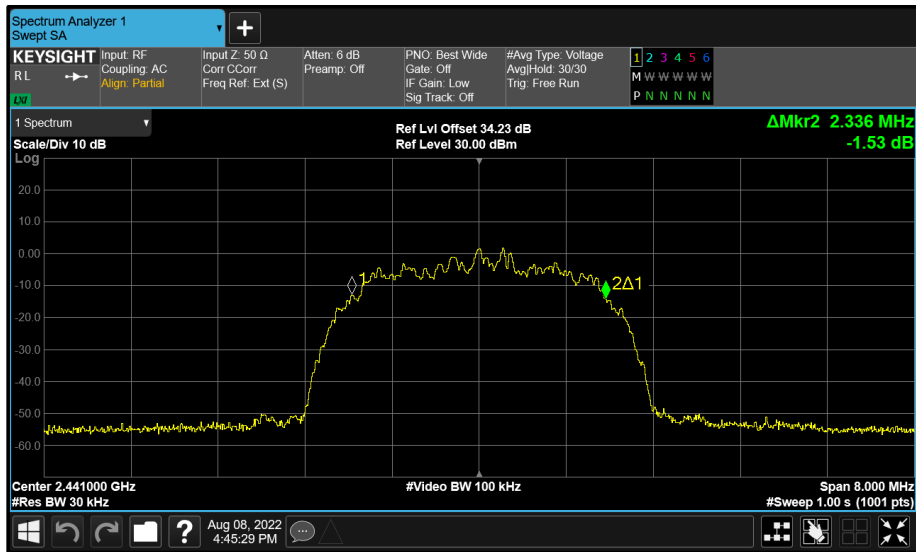 Spectrum Analyzer 1
Swept SA
+
KEYSIGHT
RL
LXI
Input: RF
Coupling: AC
Align: Partial
Input Z: 50 Ω
Corr CCorr
Freq Ref: Ext (S)
Atten: 6 dB
Preamp: Off
PNO: Best Wide
Gate: Off
IF Gain: Low
Sig Track: Off
#Avg Type: Voltage
Avg|Hold: 30/30
Trig: Free Run
1 2 3 4 5 6
M W W W W W
P N N N N N
1 Spectrum
Scale/Div 10 dB
Ref Lvl Offset 34.23 dB
Ref Level 30.00 dBm
ΔMkr2 2.336 MHz
-1.53 dB
Log
20.0
10.0
0.00
-10.0
-20.0
-30.0
-40.0
-50.0
-60.0
1
2Δ1
Center 2.441000 GHz
#Video BW 100 kHz
Span 8.000 MHz
#Res BW 30 kHz
#Sweep 1.00 s (1001 pts)
?
Aug 08, 2022
4:45:29 PM